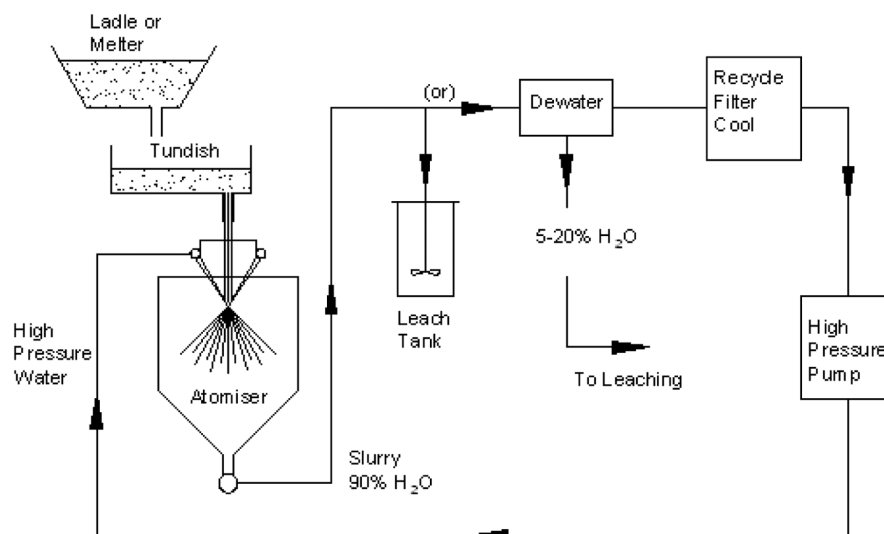 Ladle or
Melter
Tundish
(or)
Dewater
Recycle
Filter
Cool
5-20% H₂O
Leach
Tank
To Leaching
High
Pressure
Water
High
Pressure
Pump
Atomiser
Slurry
90% H₂O